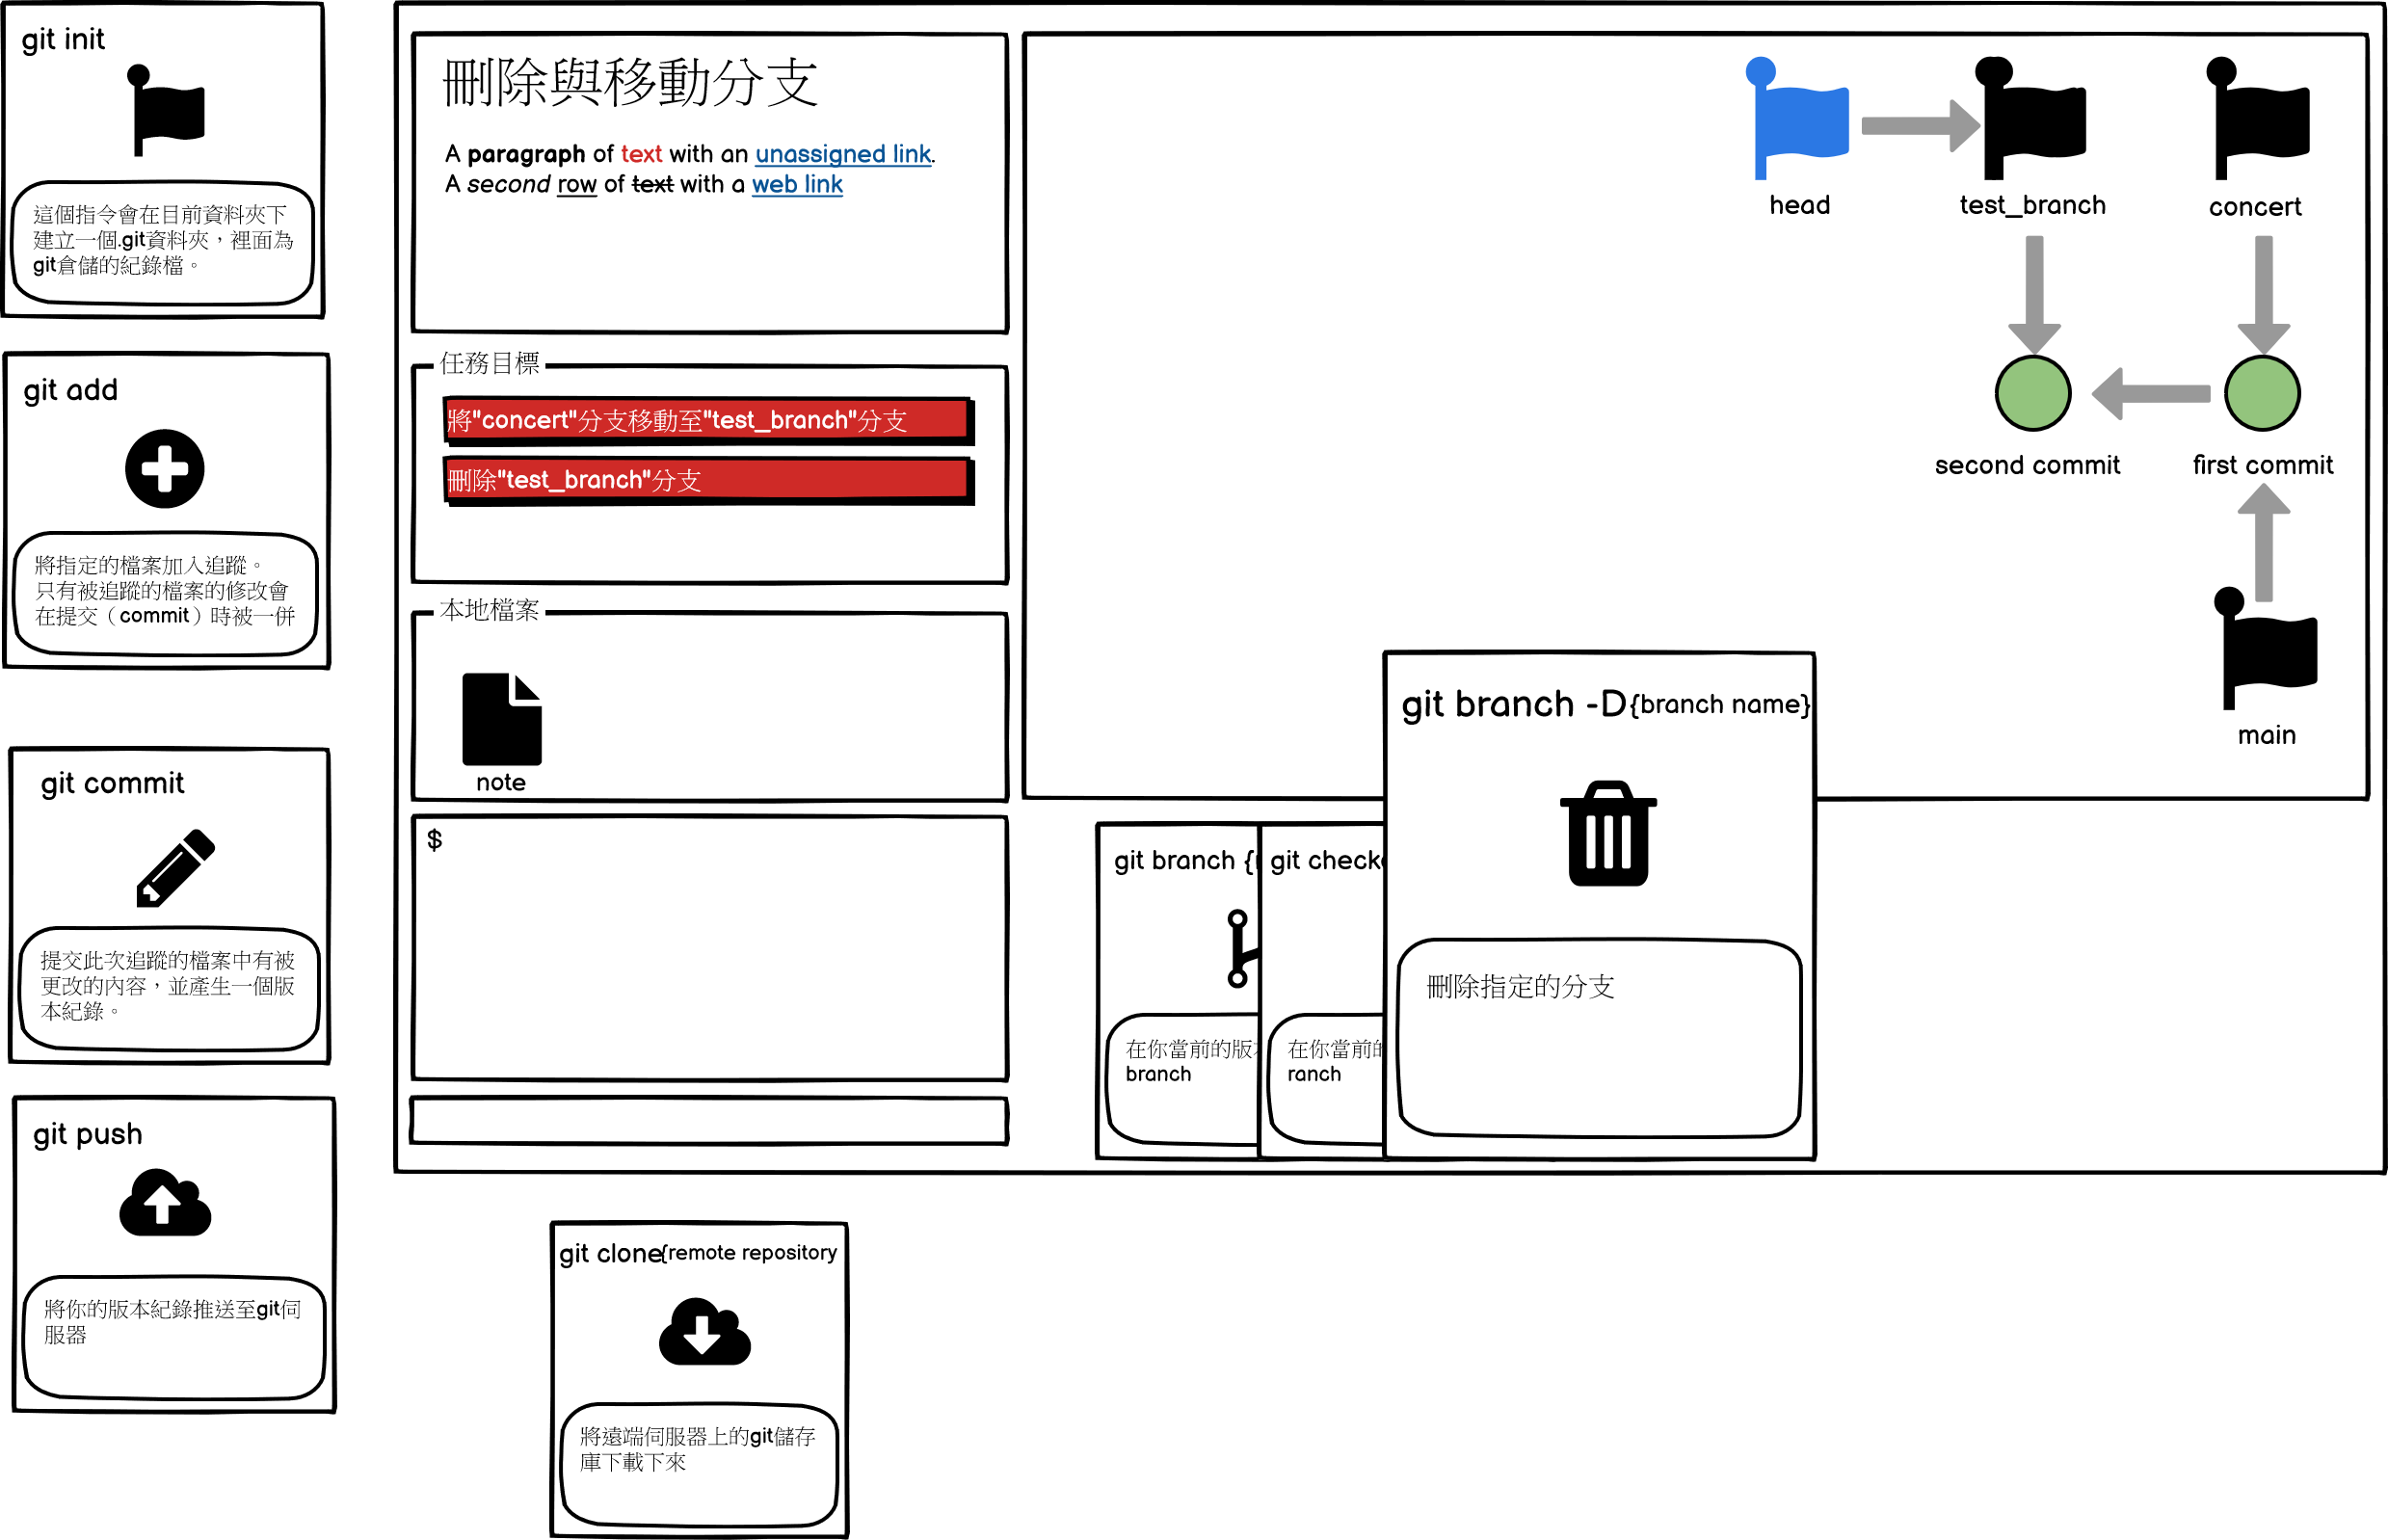 git init
這個指令會在目前資料夾下
建立一個.git資料夾，裡面為
git倉儲的紀錄檔。
git add
將指定的檔案加入追蹤。
只有被追蹤的檔案的修改會
在提交（commit）時被一併
git commit
提交此次追蹤的檔案中有被
更改的內容，並產生一個版
本紀錄。
git push
將你的版本紀錄推送至git伺
服器
刪除與移動分支
A paragraph of text with an unassigned link.
A second row of text with a web link
任務目標
將"concert"分支移動至"test_branch"分支
刪除"test_branch"分支
本地檔案
note
$
head
test_branch
concert
second commit
first commit
main
git branch {
在你當前的版
branch
git check
在你當前的
ranch
git branch -D{branch name}
刪除指定的分支
git clone{remote repository
將遠端伺服器上的git儲存
庫下載下來